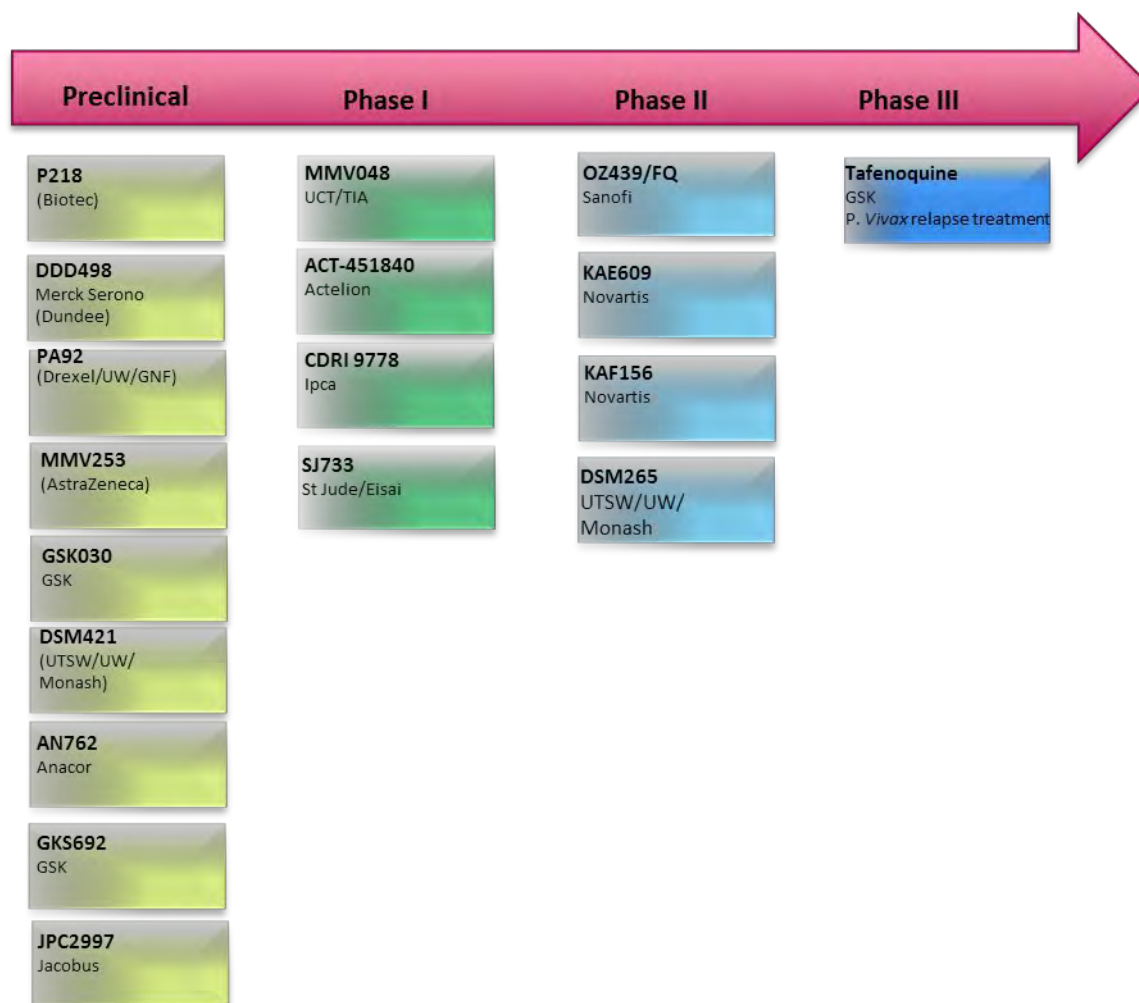 Preclinical
Phase I
Phase II
Phase III
P218
(Biotec)
DDD498
Merck Serono
(Dundee)
PA92
(Drexel/UW/GNF)
MMV253
(AstraZeneca)
GSK030
GSK
DSM421
(UTSW/UW/
Monash)
AN762
Anacor
GKS692
GSK
JPC2997
Jacobus
MMV048
UCT/TIA
ACT-451840
Actelion
CDRI 9778
Ipca
SJ733
St Jude/Eisai
OZ439/FQ
Sanofi
KAE609
Novartis
KAF156
Novartis
DSM265
UTSW/UW/
Monash
Tafenoquine
GSK
P. Vivax relapse treatment